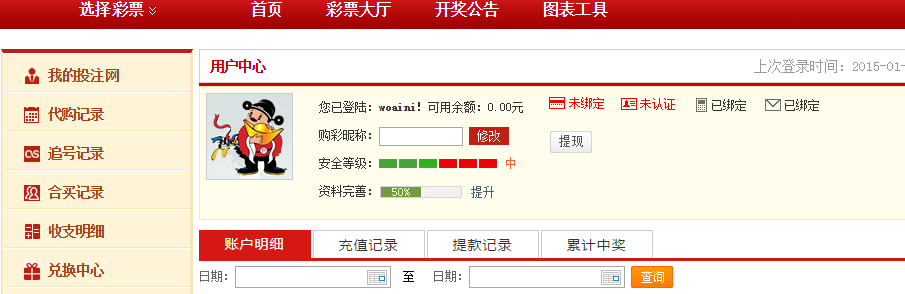 选择彩票 首页 彩票大厅 开奖公告 图表工具
我的投注网
代购记录
追号记录
合买记录
收支明细
兑换中心
用户中心 上次登录时间：2015-01-
您已登陆：woaini！可用余额：0.00元 未绑定 未认证 已绑定 已绑定
购彩昵称： 修改 提现
安全等级： 中
资料完善： 50% 提升
账户明细 充值记录 提款记录 累计中奖
日期： 至 日期： 查询